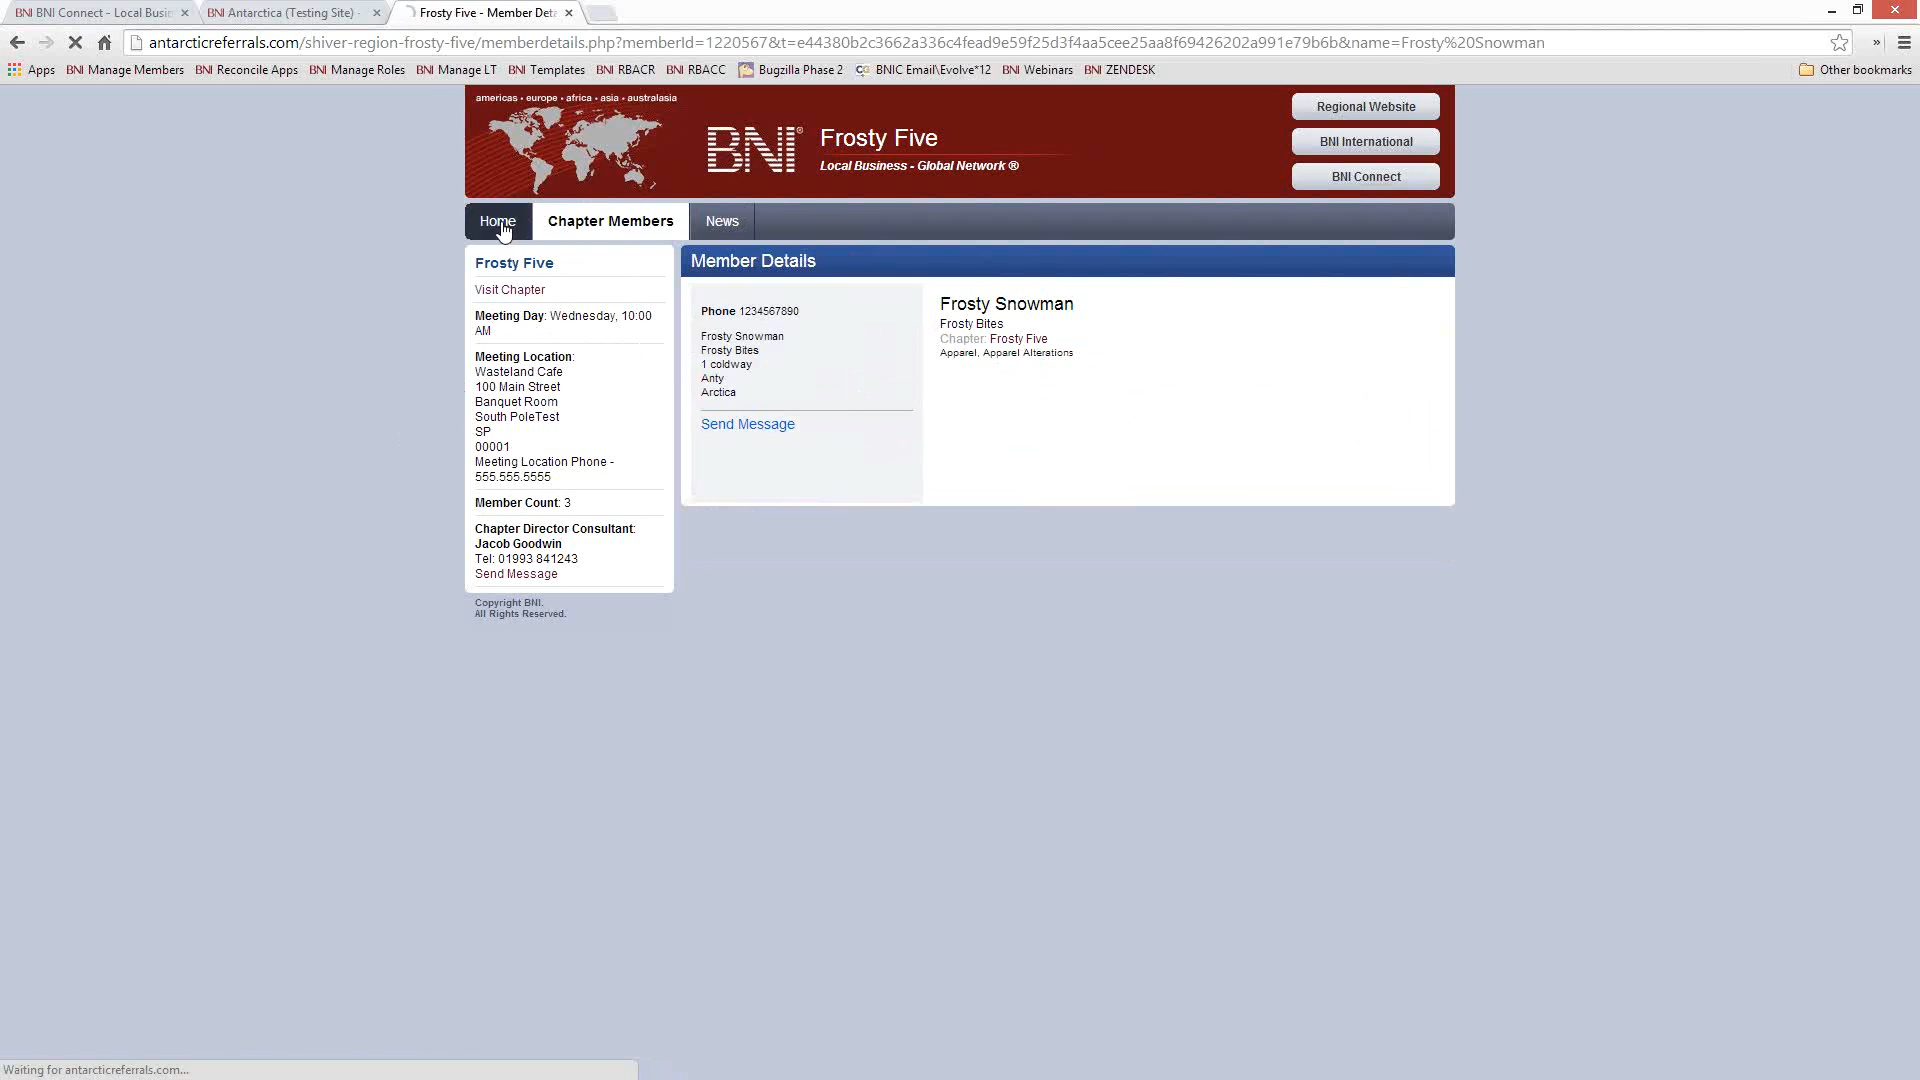 BNI BNI Connect - Local Busin
BNI Antarctica (Testing Site) -
Frosty Five - Member Deta
antarcticreferrals.com/shiver-region-frosty-five/memberdetails.php?memberId=1220567&t=e44380b2c3662a336c4fead9e59f25d3f4aa5cee25aa8f69426202a991e79b6b&name=Frosty%20Snowman
Apps BNI Manage Members BNI Reconcile Apps BNI Manage Roles BNI Manage LT BNI Templates BNI RBACR BNI RBACC Bugzilla Phase 2 CG BNIC Email\Evolve*12 BNI Webinars BNI ZENDESK Other bookmarks
americas • europe • africa • asia • australasia
BNI®
Frosty Five
Local Business - Global Network ®
Regional Website
BNI International
BNI Connect
Home Chapter Members News
Frosty Five
Visit Chapter
Meeting Day: Wednesday, 10:00
AM
Meeting Location:
Wasteland Cafe
100 Main Street
Banquet Room
South PoleTest
SP
00001
Meeting Location Phone -
555.555.5555
Member Count: 3
Chapter Director Consultant:
Jacob Goodwin
Tel: 01993 841243
Send Message
Copyright BNI.
All Rights Reserved.
Member Details
Phone 1234567890
Frosty Snowman
Frosty Bites
1 coldway
Anty
Arctica
Send Message
Frosty Snowman
Frosty Bites
Chapter: Frosty Five
Apparel, Apparel Alterations
Waiting for antarcticreferrals.com...